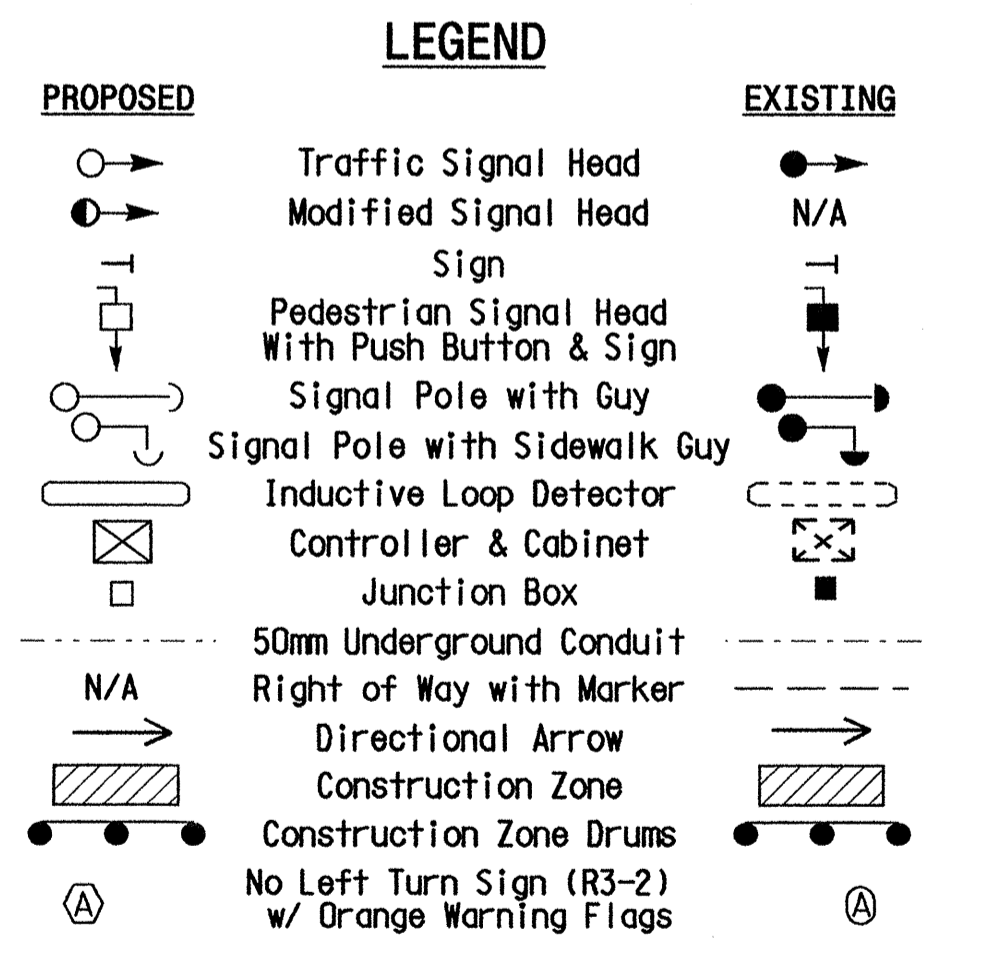 LEGEND
PROPOSED EXISTING
Traffic Signal Head
Modified Signal Head N/A
Sign
Pedestrian Signal Head
With Push Button & Sign
Signal Pole with Guy
Signal Pole with Sidewalk Guy
Inductive Loop Detector
Controller & Cabinet
Junction Box
50mm Underground Conduit
N/A Right of Way with Marker
Directional Arrow
Construction Zone
Construction Zone Drums
No Left Turn Sign (R3-2)
A w/ Orange Warning Flags A